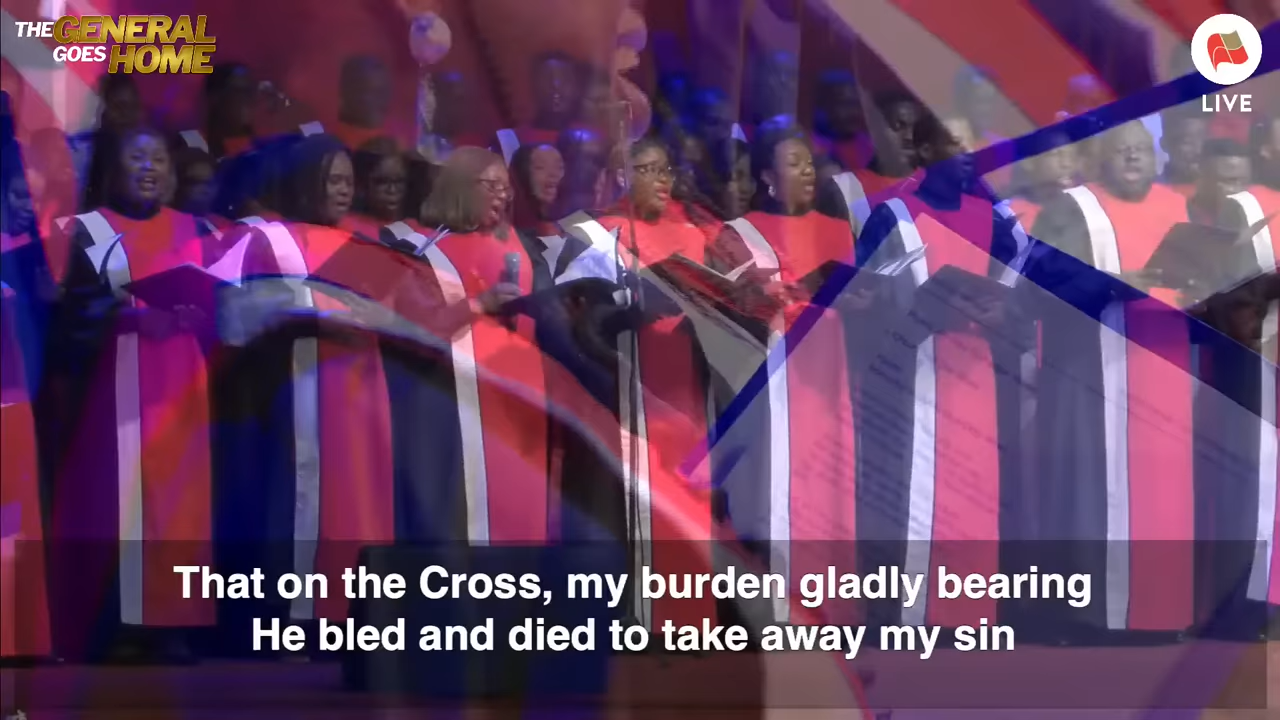 THE GENERAL
GOES HOME
LIVE
That on the Cross, my burden gladly bearing
He bled and died to take away my sin